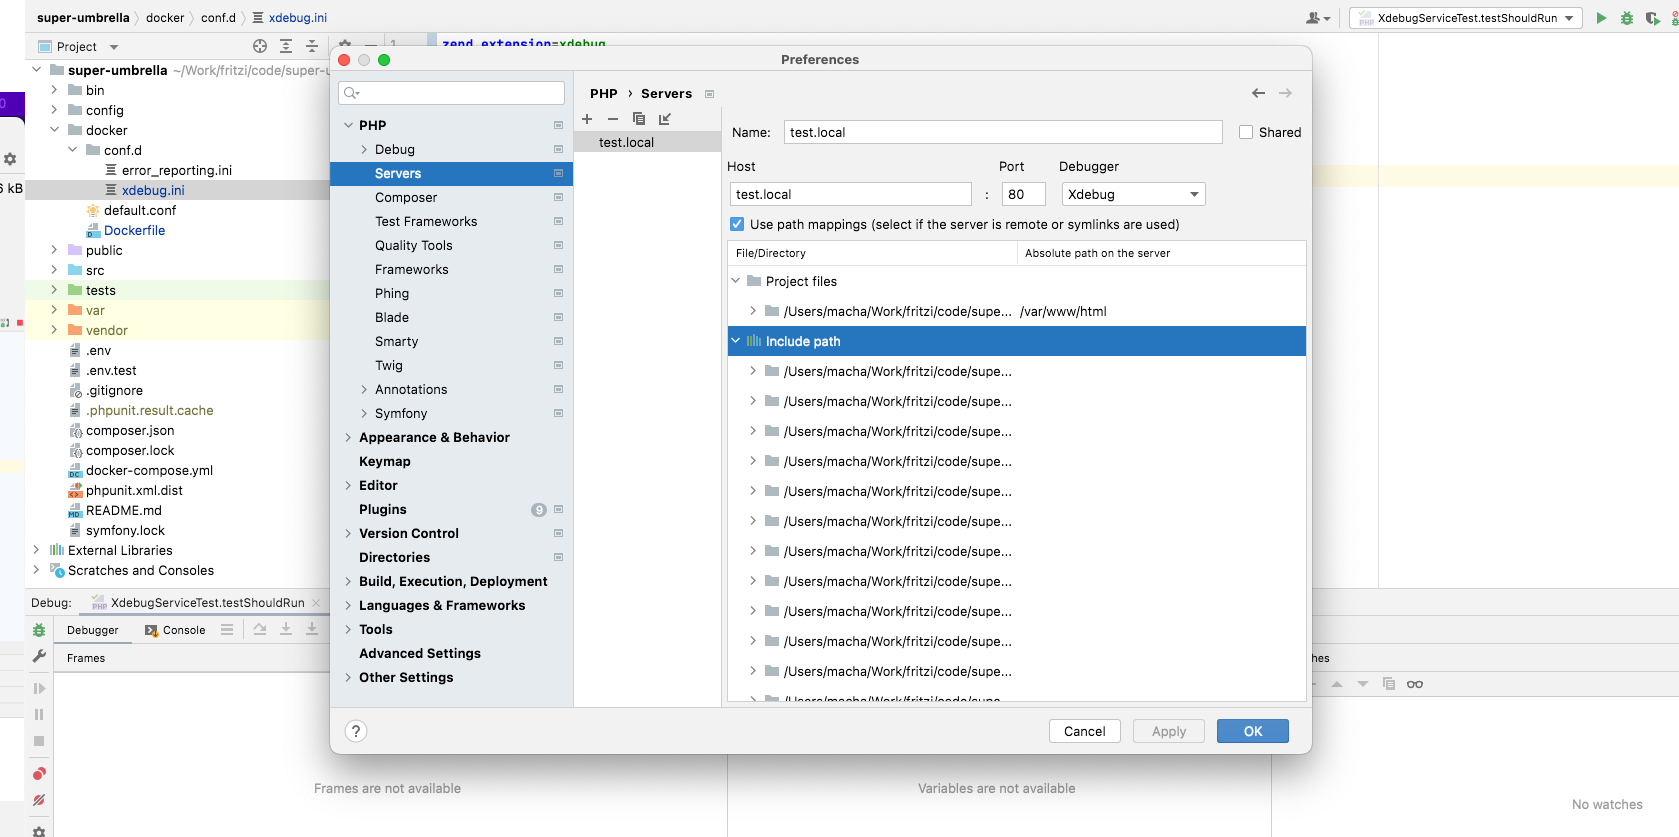 super-umbrella docker conf.d xdebug.ini
XdebugServiceTest.testShouldRun
Project
1
zend_extension=xdebug
super-umbrella ~/Work/fritzi/code/super-u
bin
config
docker
conf.d
error_reporting.ini
xdebug.ini
default.conf
Dockerfile
public
src
tests
var
vendor
.env
.env.test
.gitignore
.phpunit.result.cache
composer.json
composer.lock
docker-compose.yml
phpunit.xml.dist
README.md
symfony.lock
External Libraries
Scratches and Consoles
6 kB
Preferences
PHP
Debug
Servers
Composer
Test Frameworks
Quality Tools
Frameworks
Phing
Blade
Smarty
Twig
Annotations
Symfony
Appearance & Behavior
Keymap
Editor
Plugins 9
Version Control
Directories
Build, Execution, Deployment
Languages & Frameworks
Tools
Advanced Settings
Other Settings
PHP › Servers
test.local
Name: test.local Shared
Host Port Debugger
test.local : 80 Xdebug
Use path mappings (select if the server is remote or symlinks are used)
File/Directory Absolute path on the server
Project files
/Users/macha/Work/fritzi/code/supe... /var/www/html
Include path
/Users/macha/Work/fritzi/code/supe...
/Users/macha/Work/fritzi/code/supe...
/Users/macha/Work/fritzi/code/supe...
/Users/macha/Work/fritzi/code/supe...
/Users/macha/Work/fritzi/code/supe...
/Users/macha/Work/fritzi/code/supe...
/Users/macha/Work/fritzi/code/supe...
/Users/macha/Work/fritzi/code/supe...
/Users/macha/Work/fritzi/code/supe...
/Users/macha/Work/fritzi/code/supe...
/Users/macha/Work/fritzi/code/supe...
/Users/macha/Work/fritzi/code/supe...
? Cancel Apply OK
Debug: XdebugServiceTest.testShouldRun
Debugger Console
Frames
hes
Frames are not available
Variables are not available
No watches